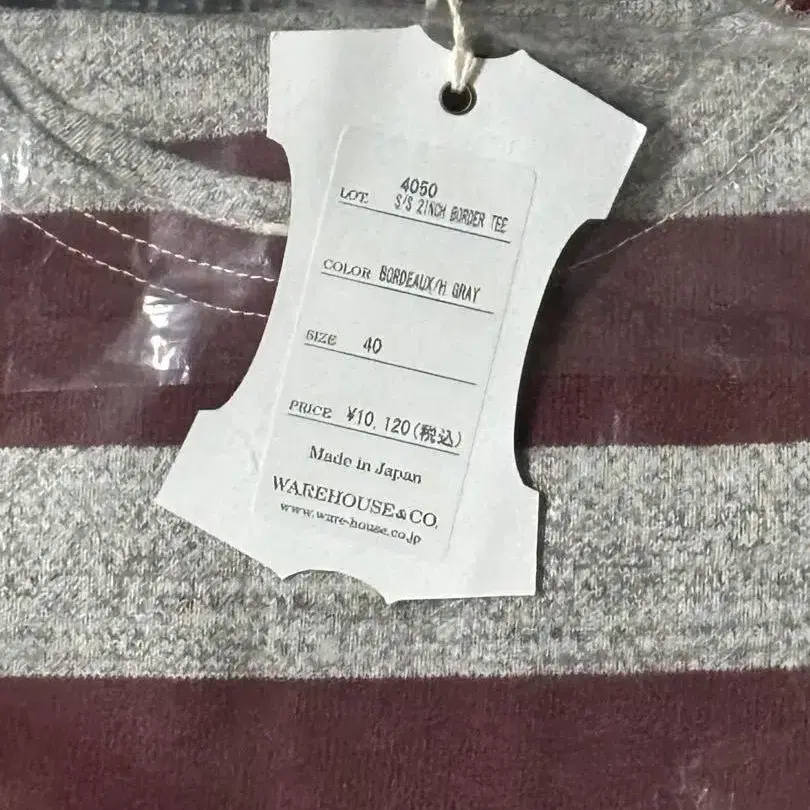 4050
LOT. S/S 2INCH BORDER TEE
COLOR BORDEAUX/H GRAY
SIZE 40
PRICE ¥10,120(税込)
Made in Japan
WAREHOUSE & CO.
www.ware-house.co.jp